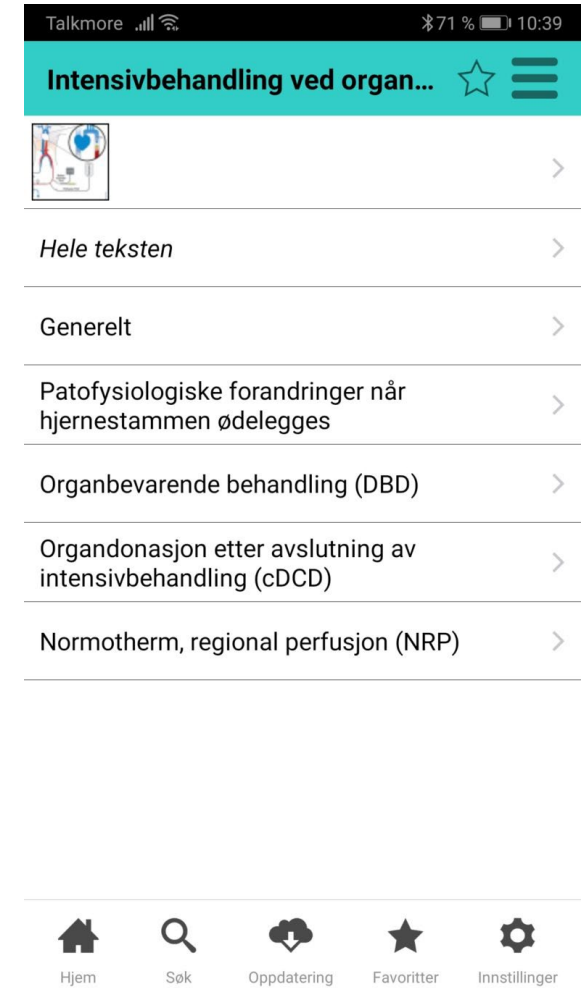 Talkmore 71 % 10:39
Intensivbehandling ved organ...
Hele teksten
Generelt
Patofysiologiske forandringer når
hjernestammen ødelegges
Organbevarende behandling (DBD)
Organdonasjon etter avslutning av
intensivbehandling (cDCD)
Normotherm, regional perfusjon (NRP)
Hjem Søk Oppdatering Favoritter Innstillinger